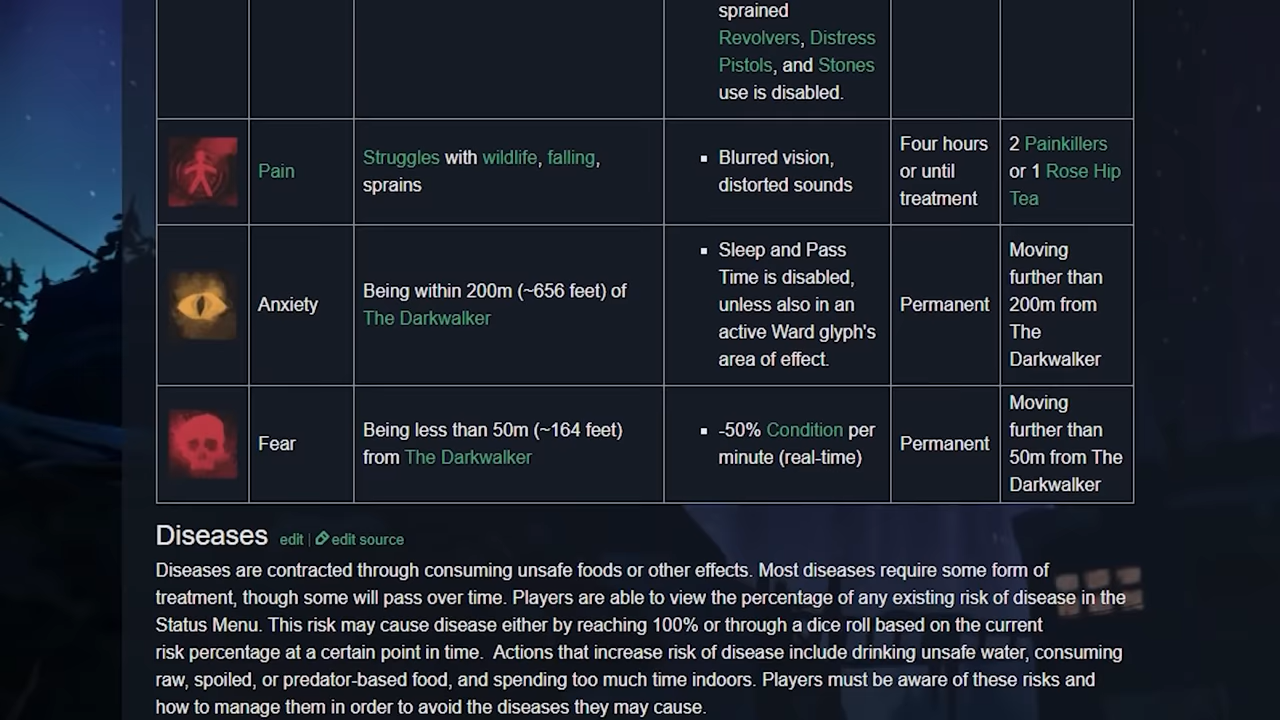 sprained
Revolvers, Distress
Pistols, and Stones
use is disabled.
Pain
Struggles with wildlife, falling,
sprains
▪ Blurred vision,
distorted sounds
Four hours
or until
treatment
2 Painkillers
or 1 Rose Hip
Tea
Anxiety
Being within 200m (~656 feet) of
The Darkwalker
▪ Sleep and Pass
Time is disabled,
unless also in an
active Ward glyph's
area of effect.
Permanent
Moving
further than
200m from
The
Darkwalker
Fear
Being less than 50m (~164 feet)
from The Darkwalker
▪ -50% Condition per
minute (real-time)
Permanent
Moving
further than
50m from The
Darkwalker
Diseases edit | edit source
Diseases are contracted through consuming unsafe foods or other effects. Most diseases require some form of
treatment, though some will pass over time. Players are able to view the percentage of any existing risk of disease in the
Status Menu. This risk may cause disease either by reaching 100% or through a dice roll based on the current
risk percentage at a certain point in time. Actions that increase risk of disease include drinking unsafe water, consuming
raw, spoiled, or predator-based food, and spending too much time indoors. Players must be aware of these risks and
how to manage them in order to avoid the diseases they may cause.